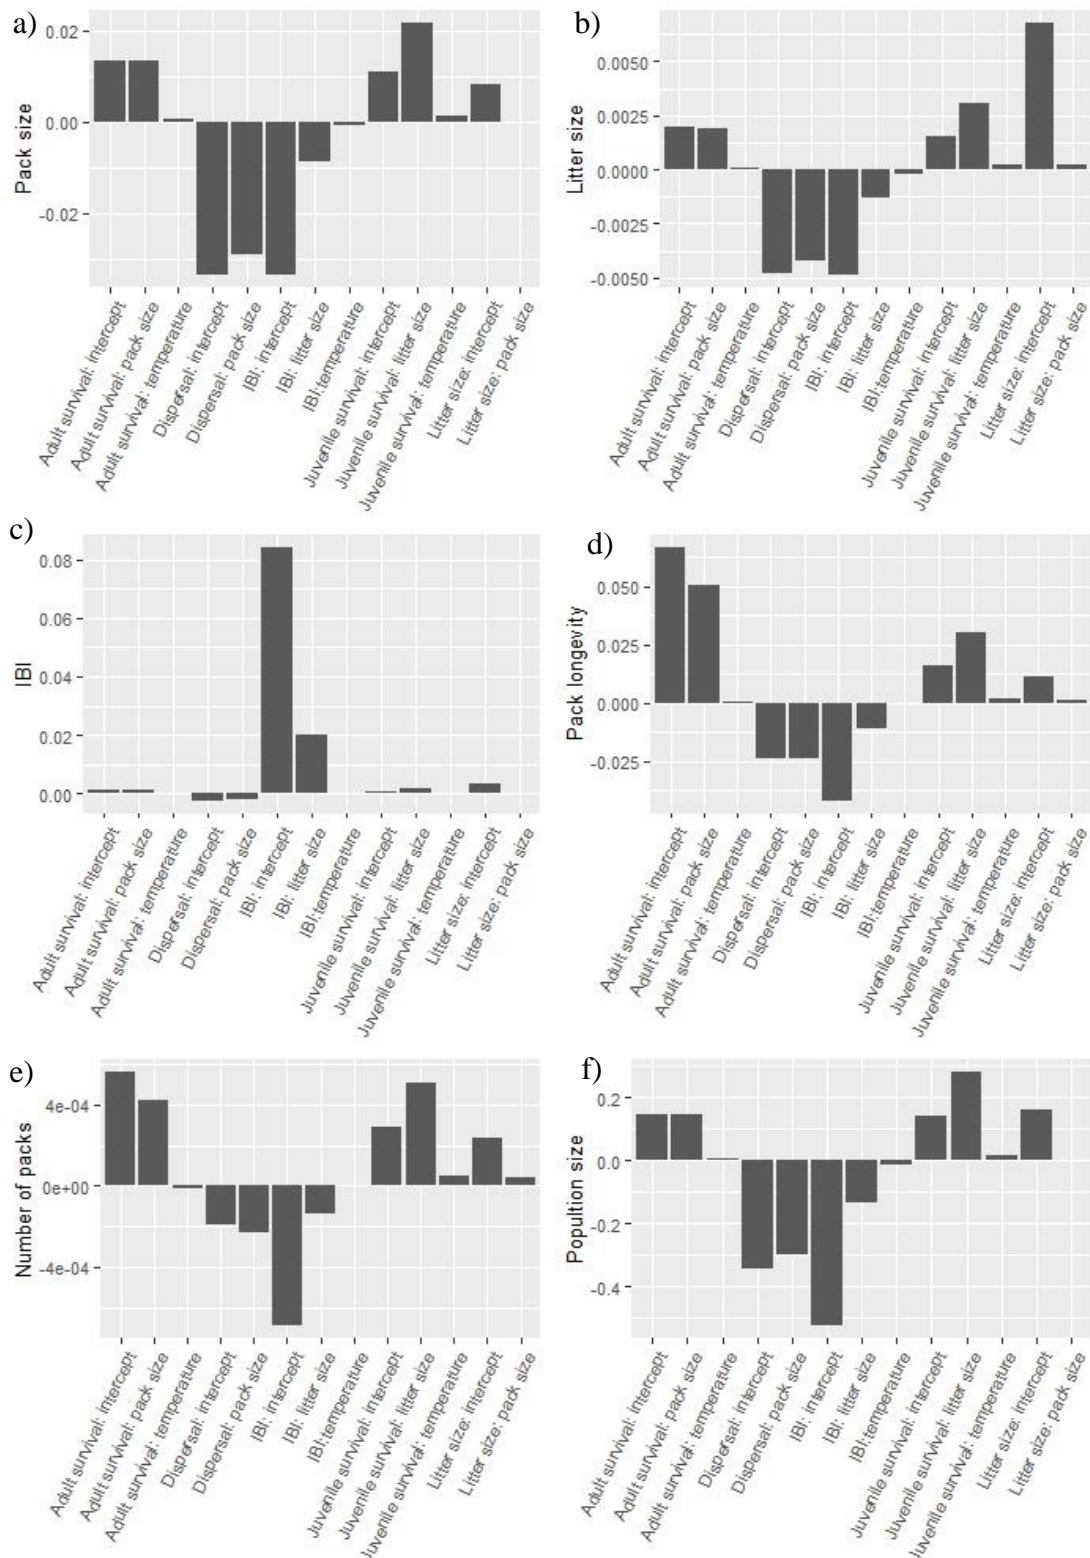 a)
Pack size
0.02
0.00
-0.02
Adult survival: intercept
Adult survival: pack size
Adult survival: temperature
Dispersal: intercept
Dispersal: pack size
IBI: intercept
IBI: litter size
IBI:temperature
Juvenile survival: intercept
Juvenile survival: litter size
Juvenile survival: temperature
Litter size: intercept
Litter size: pack size
b)
Litter size
0.0050
0.0025
0.0000
-0.0025
-0.0050
Adult survival: intercept
Adult survival: pack size
Adult survival: temperature
Dispersal: intercept
Dispersal: pack size
IBI: intercept
IBI: litter size
IBI:temperature
Juvenile survival: intercept
Juvenile survival: litter size
Juvenile survival: temperature
Litter size: intercept
Litter size: pack size
c)
IBI
0.08
0.06
0.04
0.02
0.00
Adult survival: intercept
Adult survival: pack size
Adult survival: temperature
Dispersal: intercept
Dispersal: pack size
IBI: intercept
IBI: litter size
IBI:temperature
Juvenile survival: intercept
Juvenile survival: litter size
Juvenile survival: temperature
Litter size: intercept
Litter size: pack size
d)
Pack longevity
0.050
0.025
0.000
-0.025
Adult survival: intercept
Adult survival: pack size
Adult survival: temperature
Dispersal: intercept
Dispersal: pack size
IBI: intercept
IBI: litter size
IBI:temperature
Juvenile survival: intercept
Juvenile survival: litter size
Juvenile survival: temperature
Litter size: intercept
Litter size: pack size
e)
Number of packs
4e-04
0e+00
-4e-04
Adult survival: intercept
Adult survival: pack size
Adult survival: temperature
Dispersal: intercept
Dispersal: pack size
IBI: intercept
IBI: litter size
IBI:temperature
Juvenile survival: intercept
Juvenile survival: litter size
Juvenile survival: temperature
Litter size: intercept
Litter size: pack size
f)
Popultion size
0.2
0.0
-0.2
-0.4
Adult survival: intercept
Adult survival: pack size
Adult survival: temperature
Dispersal: intercept
Dispersal: pack size
IBI: intercept
IBI: litter size
IBI:temperature
Juvenile survival: intercept
Juvenile survival: litter size
Juvenile survival: temperature
Litter size: intercept
Litter size: pack size